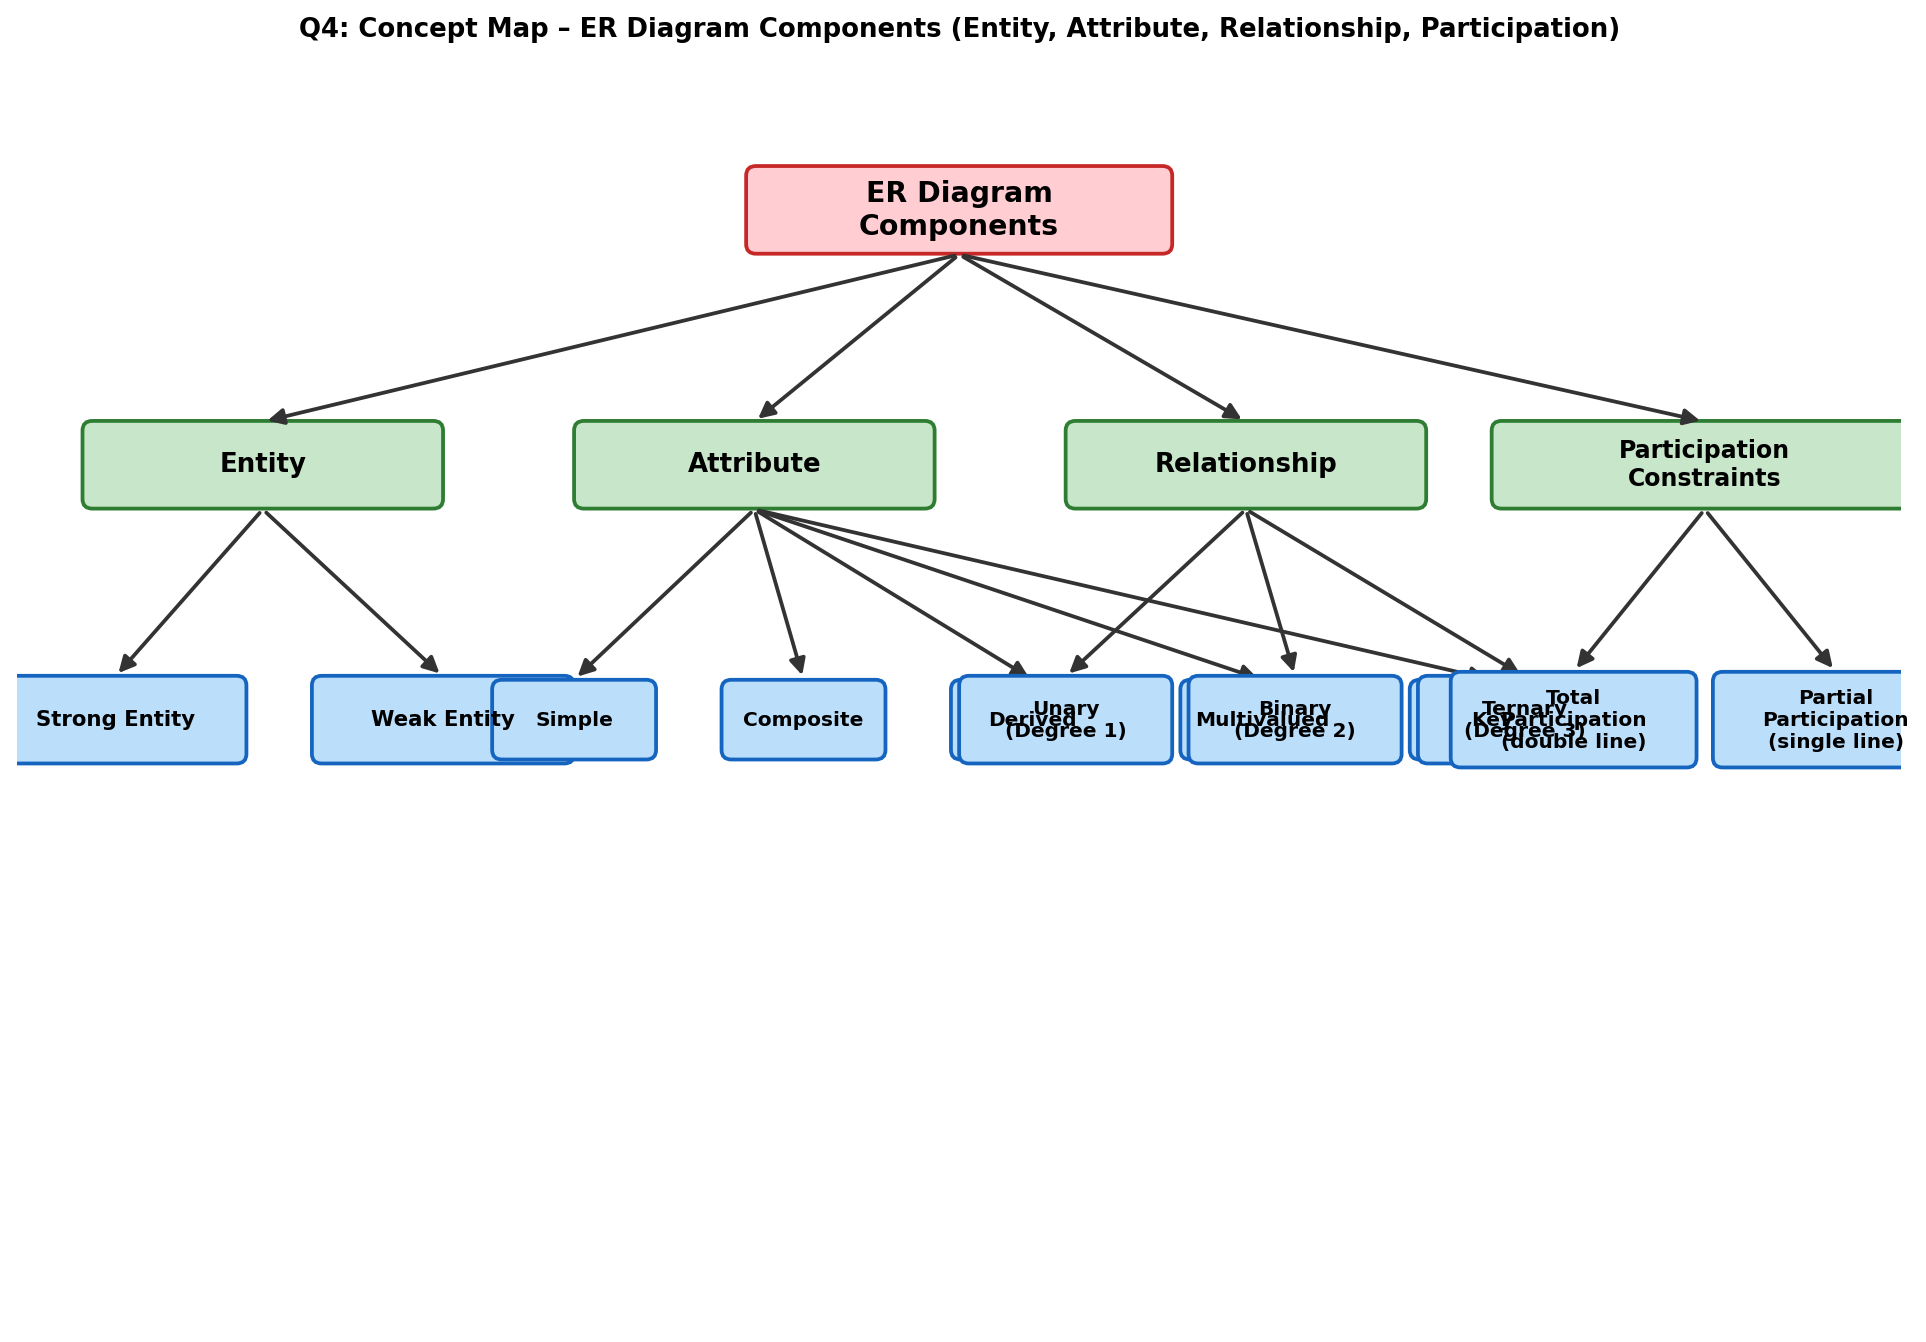 Q4: Concept Map – ER Diagram Components (Entity, Attribute, Relationship, Participation)
ER Diagram
Components
Entity
Attribute
Relationship
Participation
Constraints
Strong Entity
Weak Entity
Simple
Composite
Derived
Unary
(Degree 1)
Multivalued
Binary
(Degree 2)
Key
Ternary
(Degree 3)
Total
Participation
(double line)
Partial
Participation
(single line)